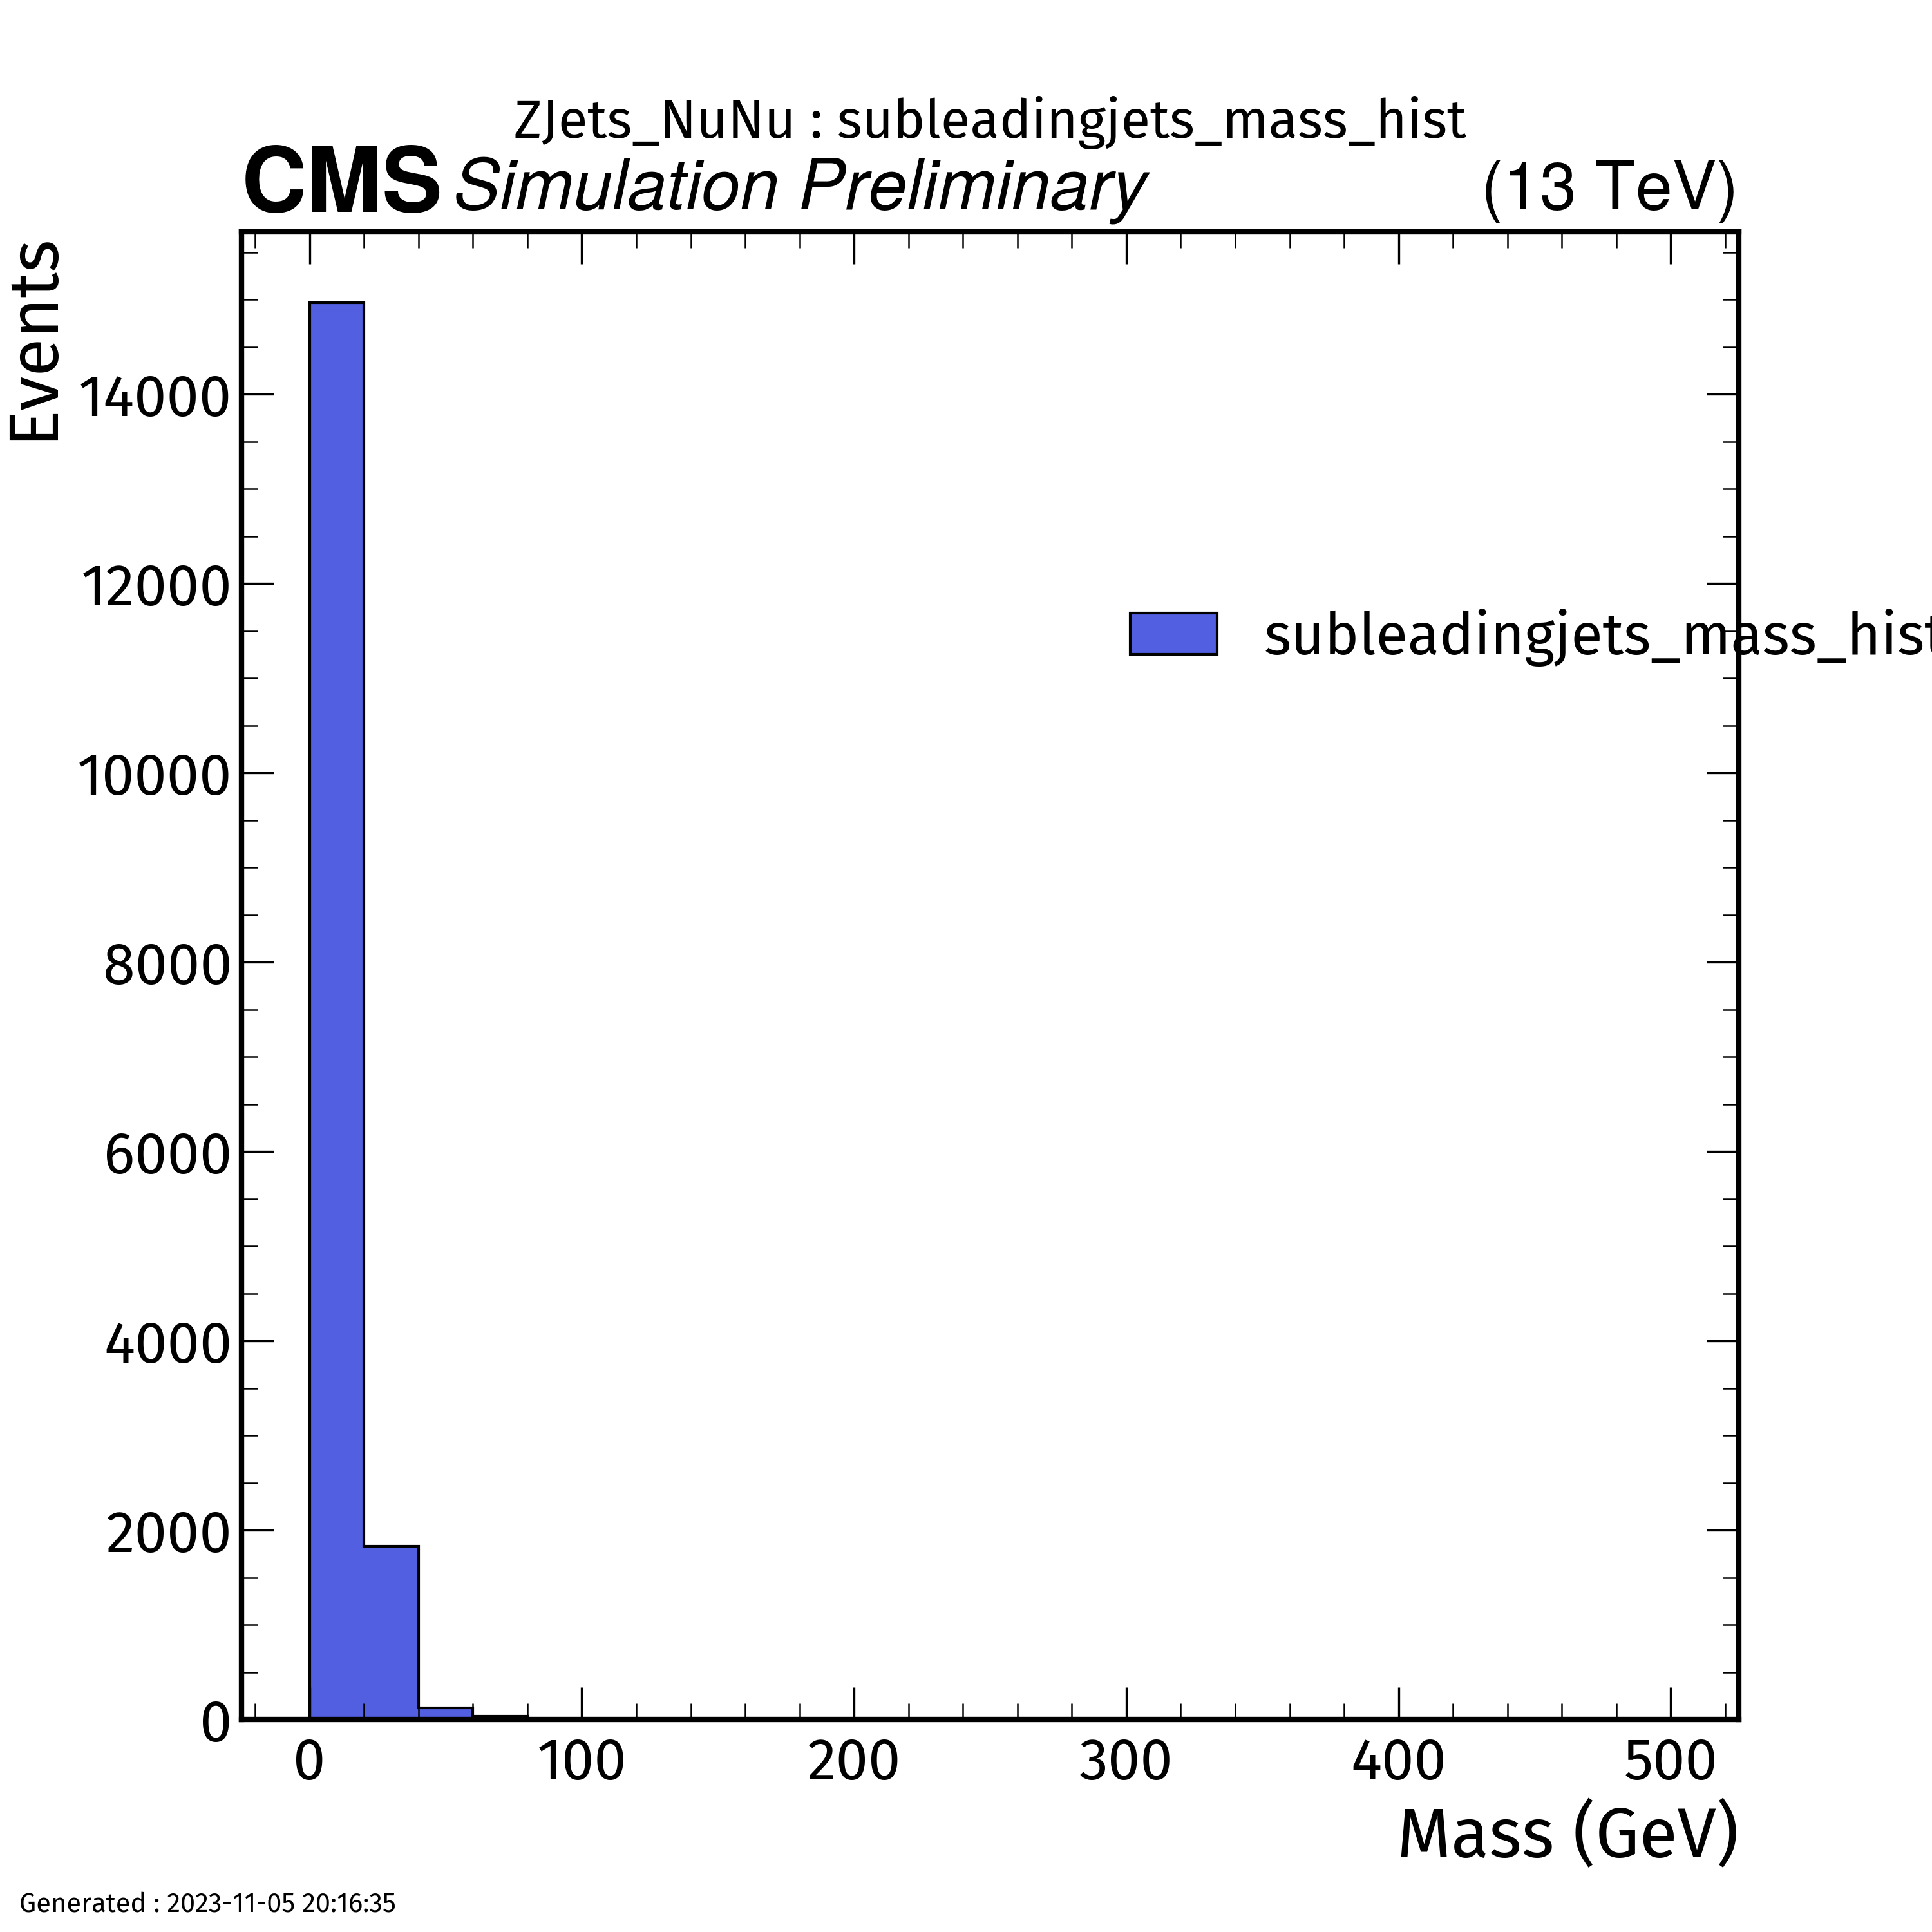 ZJets_NuNu : subleadingjets_mass_hist
CMS Simulation Preliminary (13 TeV)
Events
14000
12000
subleadingjets_mass_hist
10000
8000
6000
4000
2000
0
0 100 200 300 400 500
Mass (GeV)
Generated : 2023-11-05 20:16:35